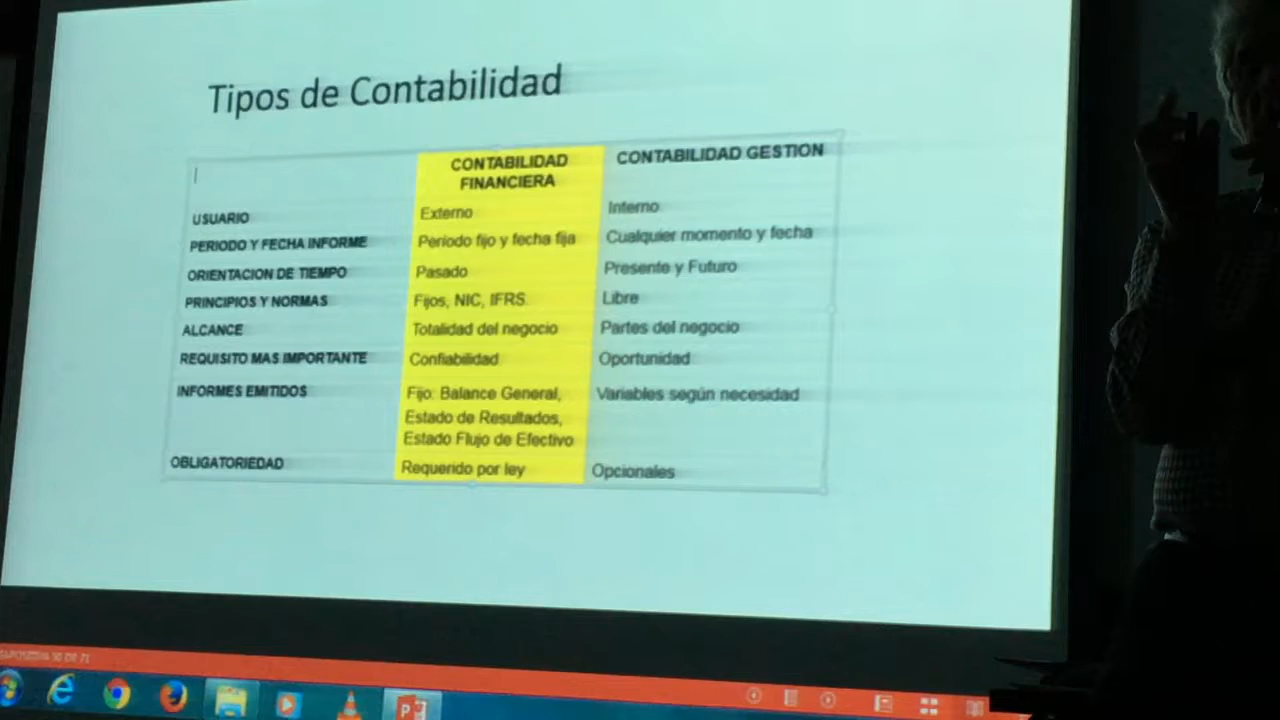 Tipos de Contabilidad
CONTABILIDAD FINANCIERA CONTABILIDAD GESTION
USUARIO Externo Interno
PERIODO Y FECHA INFORME Período fijo y fecha fija Cualquier momento y fecha
ORIENTACION DE TIEMPO Pasado Presente y Futuro
PRINCIPIOS Y NORMAS Fijos, NIC, IFRS. Libre
ALCANCE Totalidad del negocio Partes del negocio
REQUISITO MAS IMPORTANTE Confiabilidad Oportunidad
INFORMES EMITIDOS Fijo: Balance General, Variables según necesidad
Estado de Resultados,
Estado Flujo de Efectivo
OBLIGATORIEDAD Requerido por ley Opcionales